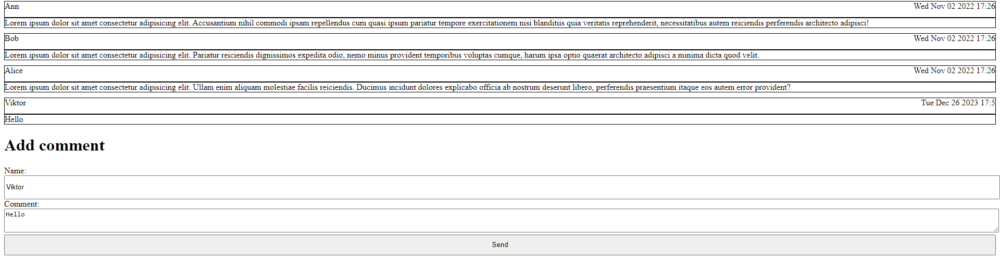 Ann Wed Nov 02 2022 17:26
Lorem ipsum dolor sit amet consectetur adipisicing elit. Accusantium nihil commodi ipsam repellendus cum quasi ipsum pariatur tempore exercitationem nisi blanditiis quia veritatis reprehenderit, necessitatibus autem reiciendis perferendis architecto adipisci!
Bob Wed Nov 02 2022 17:26
Lorem ipsum dolor sit amet consectetur adipisicing elit. Pariatur reiciendis dignissimos expedita odio, nemo minus provident temporibus voluptas cumque, harum ipsa optio quaerat architecto adipisci a minima dicta quod velit.
Alice Wed Nov 02 2022 17:26
Lorem ipsum dolor sit amet consectetur adipisicing elit. Ullam enim aliquam molestiae facilis reiciendis. Ducimus incidunt dolores explicabo officia ab nostrum deserunt libero, perferendis praesentium itaque eos autem error provident?
Viktor Tue Dec 26 2023 17:5
Hello
Add comment
Name:
Viktor
Comment:
Hello
Send